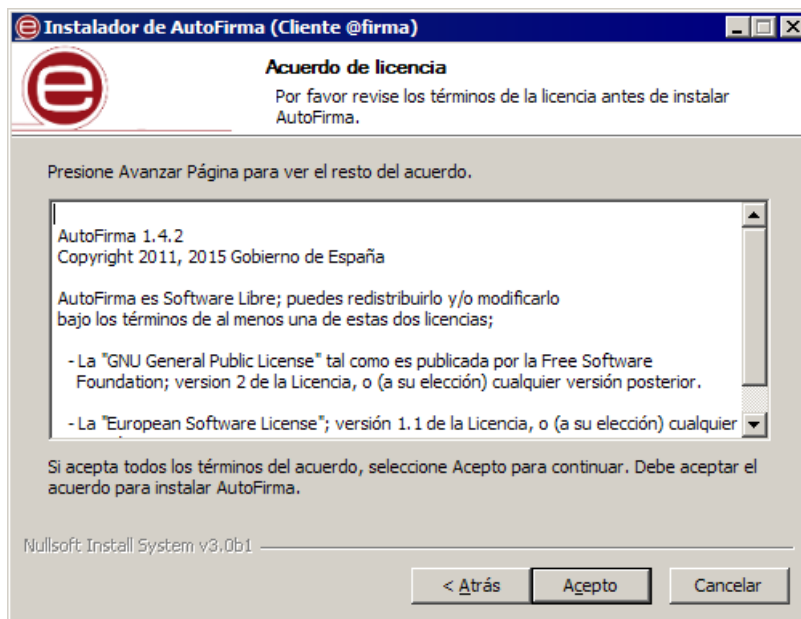 Instalador de AutoFirma (Cliente @firma)
Acuerdo de licencia
Por favor revise los términos de la licencia antes de instalar
AutoFirma.
Presione Avanzar Página para ver el resto del acuerdo.
AutoFirma 1.4.2
Copyright 2011, 2015 Gobierno de España
AutoFirma es Software Libre; puedes redistribuirlo y/o modificarlo
bajo los términos de al menos una de estas dos licencias;
- La "GNU General Public License" tal como es publicada por la Free Software
Foundation; version 2 de la Licencia, o (a su elección) cualquier versión posterior.
- La "European Software License"; versión 1.1 de la Licencia, o (a su elección) cualquier
Si acepta todos los términos del acuerdo, seleccione Acepto para continuar. Debe aceptar el
acuerdo para instalar AutoFirma.
Nullsoft Install System v3.0b1
< Atrás Acepto Cancelar